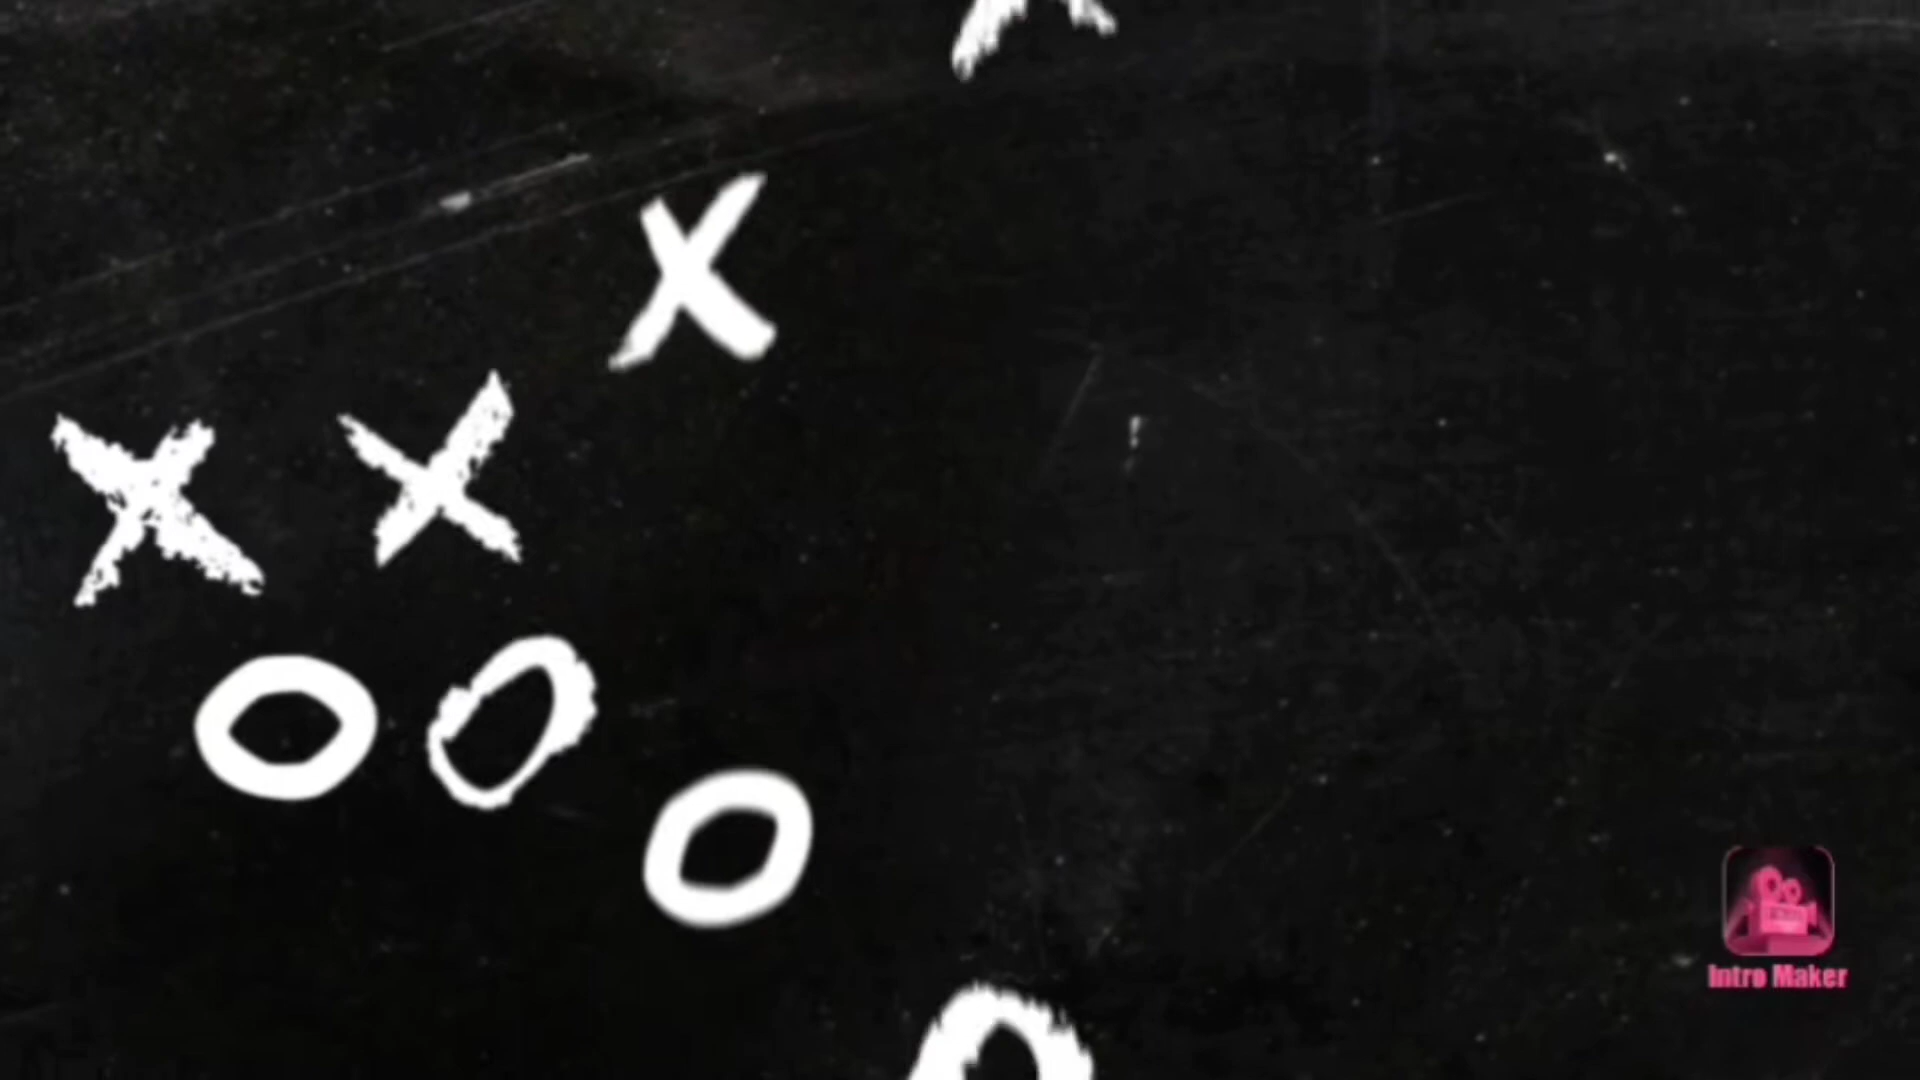 X
X
X X
O O
O
Intro Maker